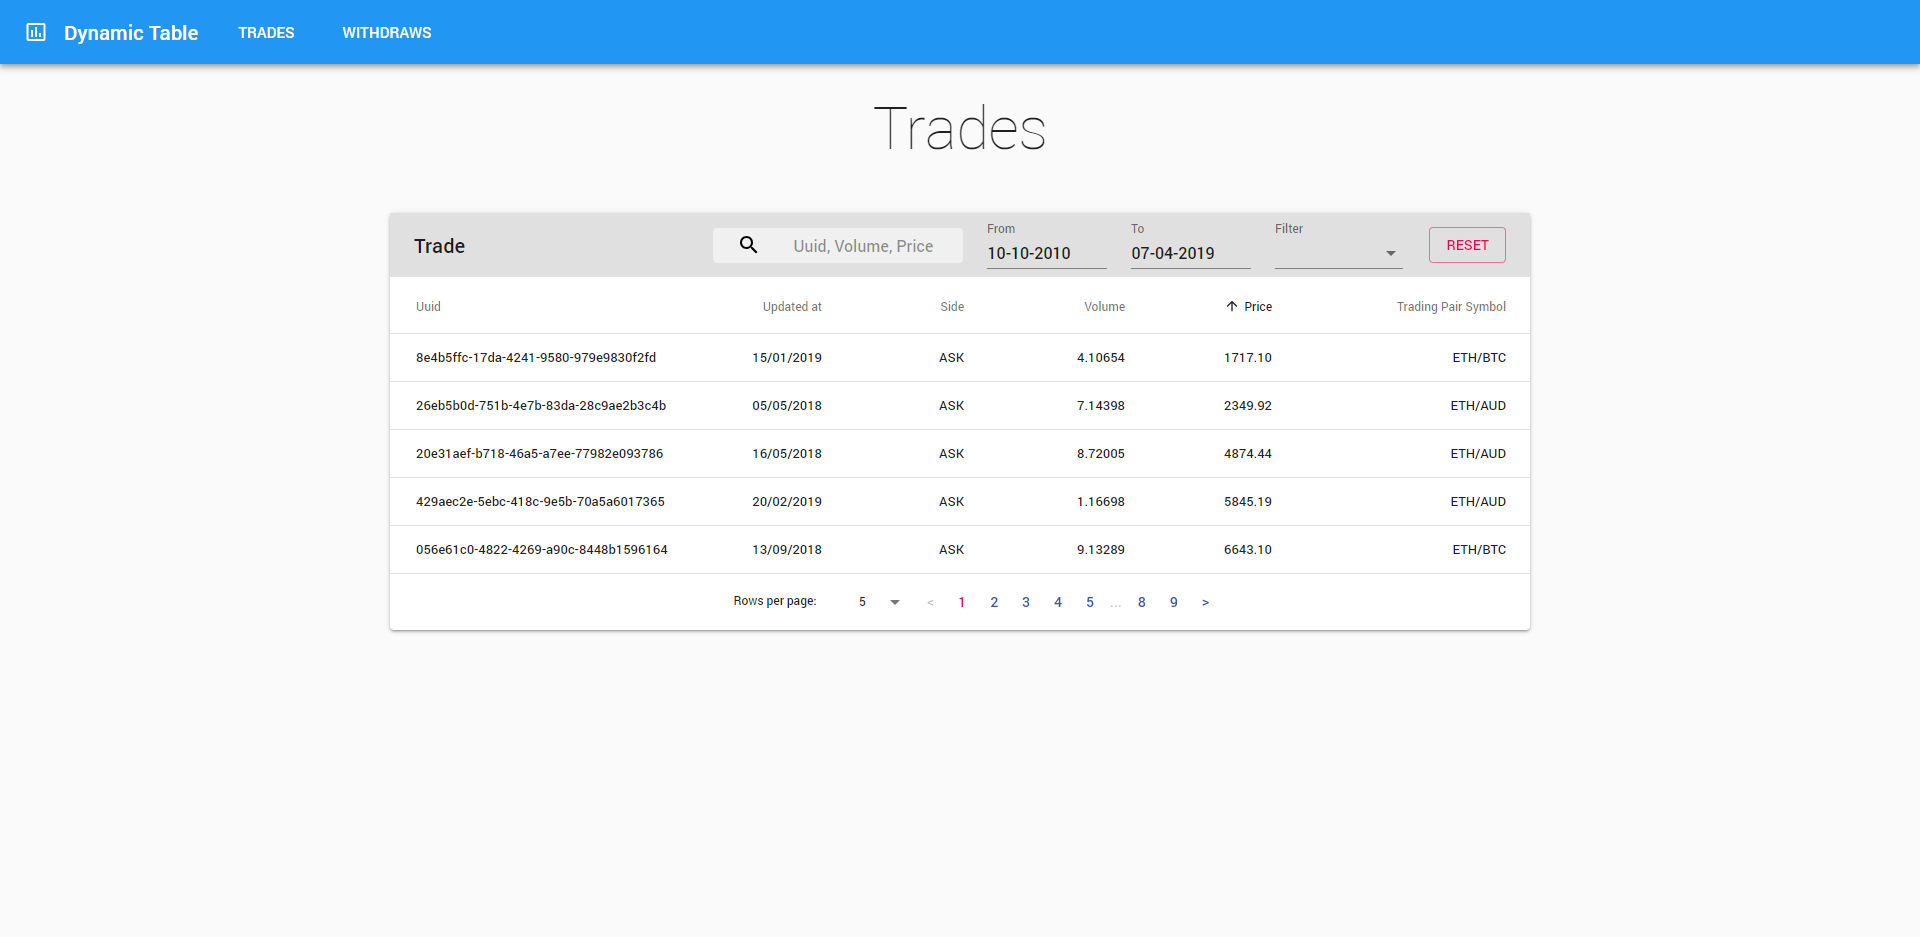 Dynamic Table TRADES WITHDRAWS
Trades
Trade Uuid, Volume, Price From 10-10-2010 To 07-04-2019 Filter RESET
Uuid Updated at Side Volume Price Trading Pair Symbol
8e4b5ffc-17da-4241-9580-979e9830f2fd 15/01/2019 ASK 4.10654 1717.10 ETH/BTC
26eb5b0d-751b-4e7b-83da-28c9ae2b3c4b 05/05/2018 ASK 7.14398 2349.92 ETH/AUD
20e31aef-b718-46a5-a7ee-77982e093786 16/05/2018 ASK 8.72005 4874.44 ETH/AUD
429aec2e-5ebc-418c-9e5b-70a5a6017365 20/02/2019 ASK 1.16698 5845.19 ETH/AUD
056e61c0-4822-4269-a90c-8448b1596164 13/09/2018 ASK 9.13289 6643.10 ETH/BTC
Rows per page: 5 < 1 2 3 4 5 ... 8 9 >